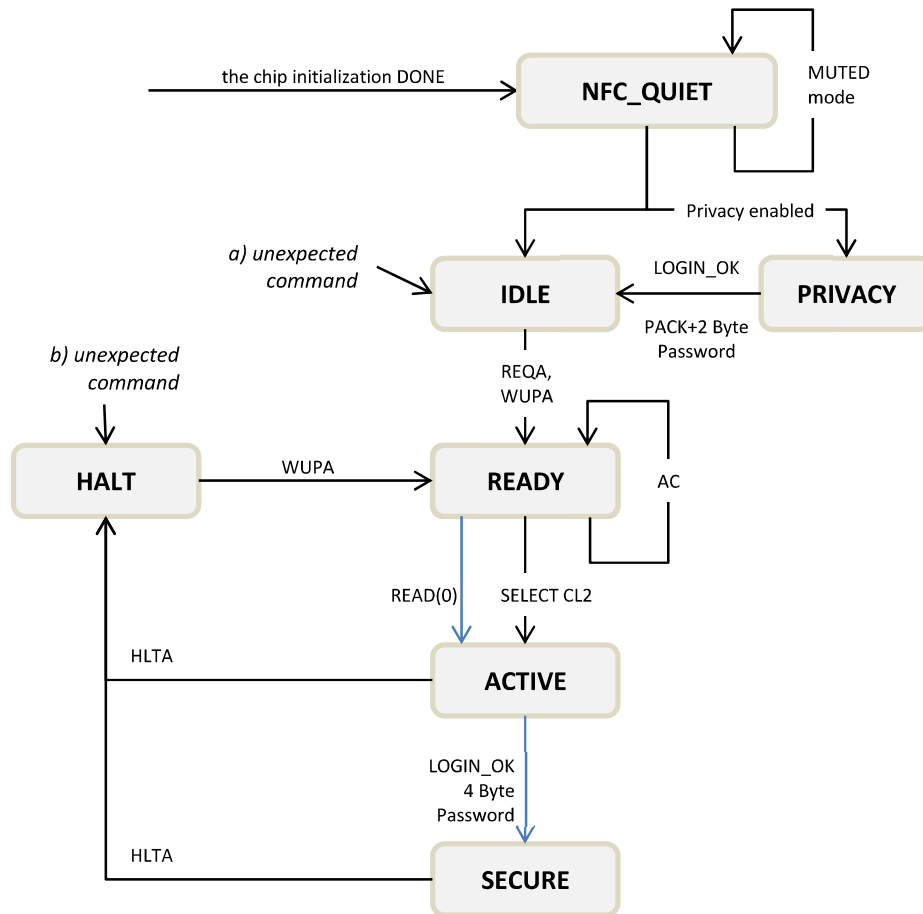 the chip initialization DONE
NFC_QUIET
MUTED
mode
Privacy enabled
a) unexpected
command
IDLE
LOGIN_OK
PRIVACY
PACK+2 Byte
Password
b) unexpected
command
REQA,
WUPA
HALT
WUPA
READY
AC
READ(0)
SELECT CL2
HLTA
ACTIVE
LOGIN_OK
4 Byte
Password
HLTA
SECURE